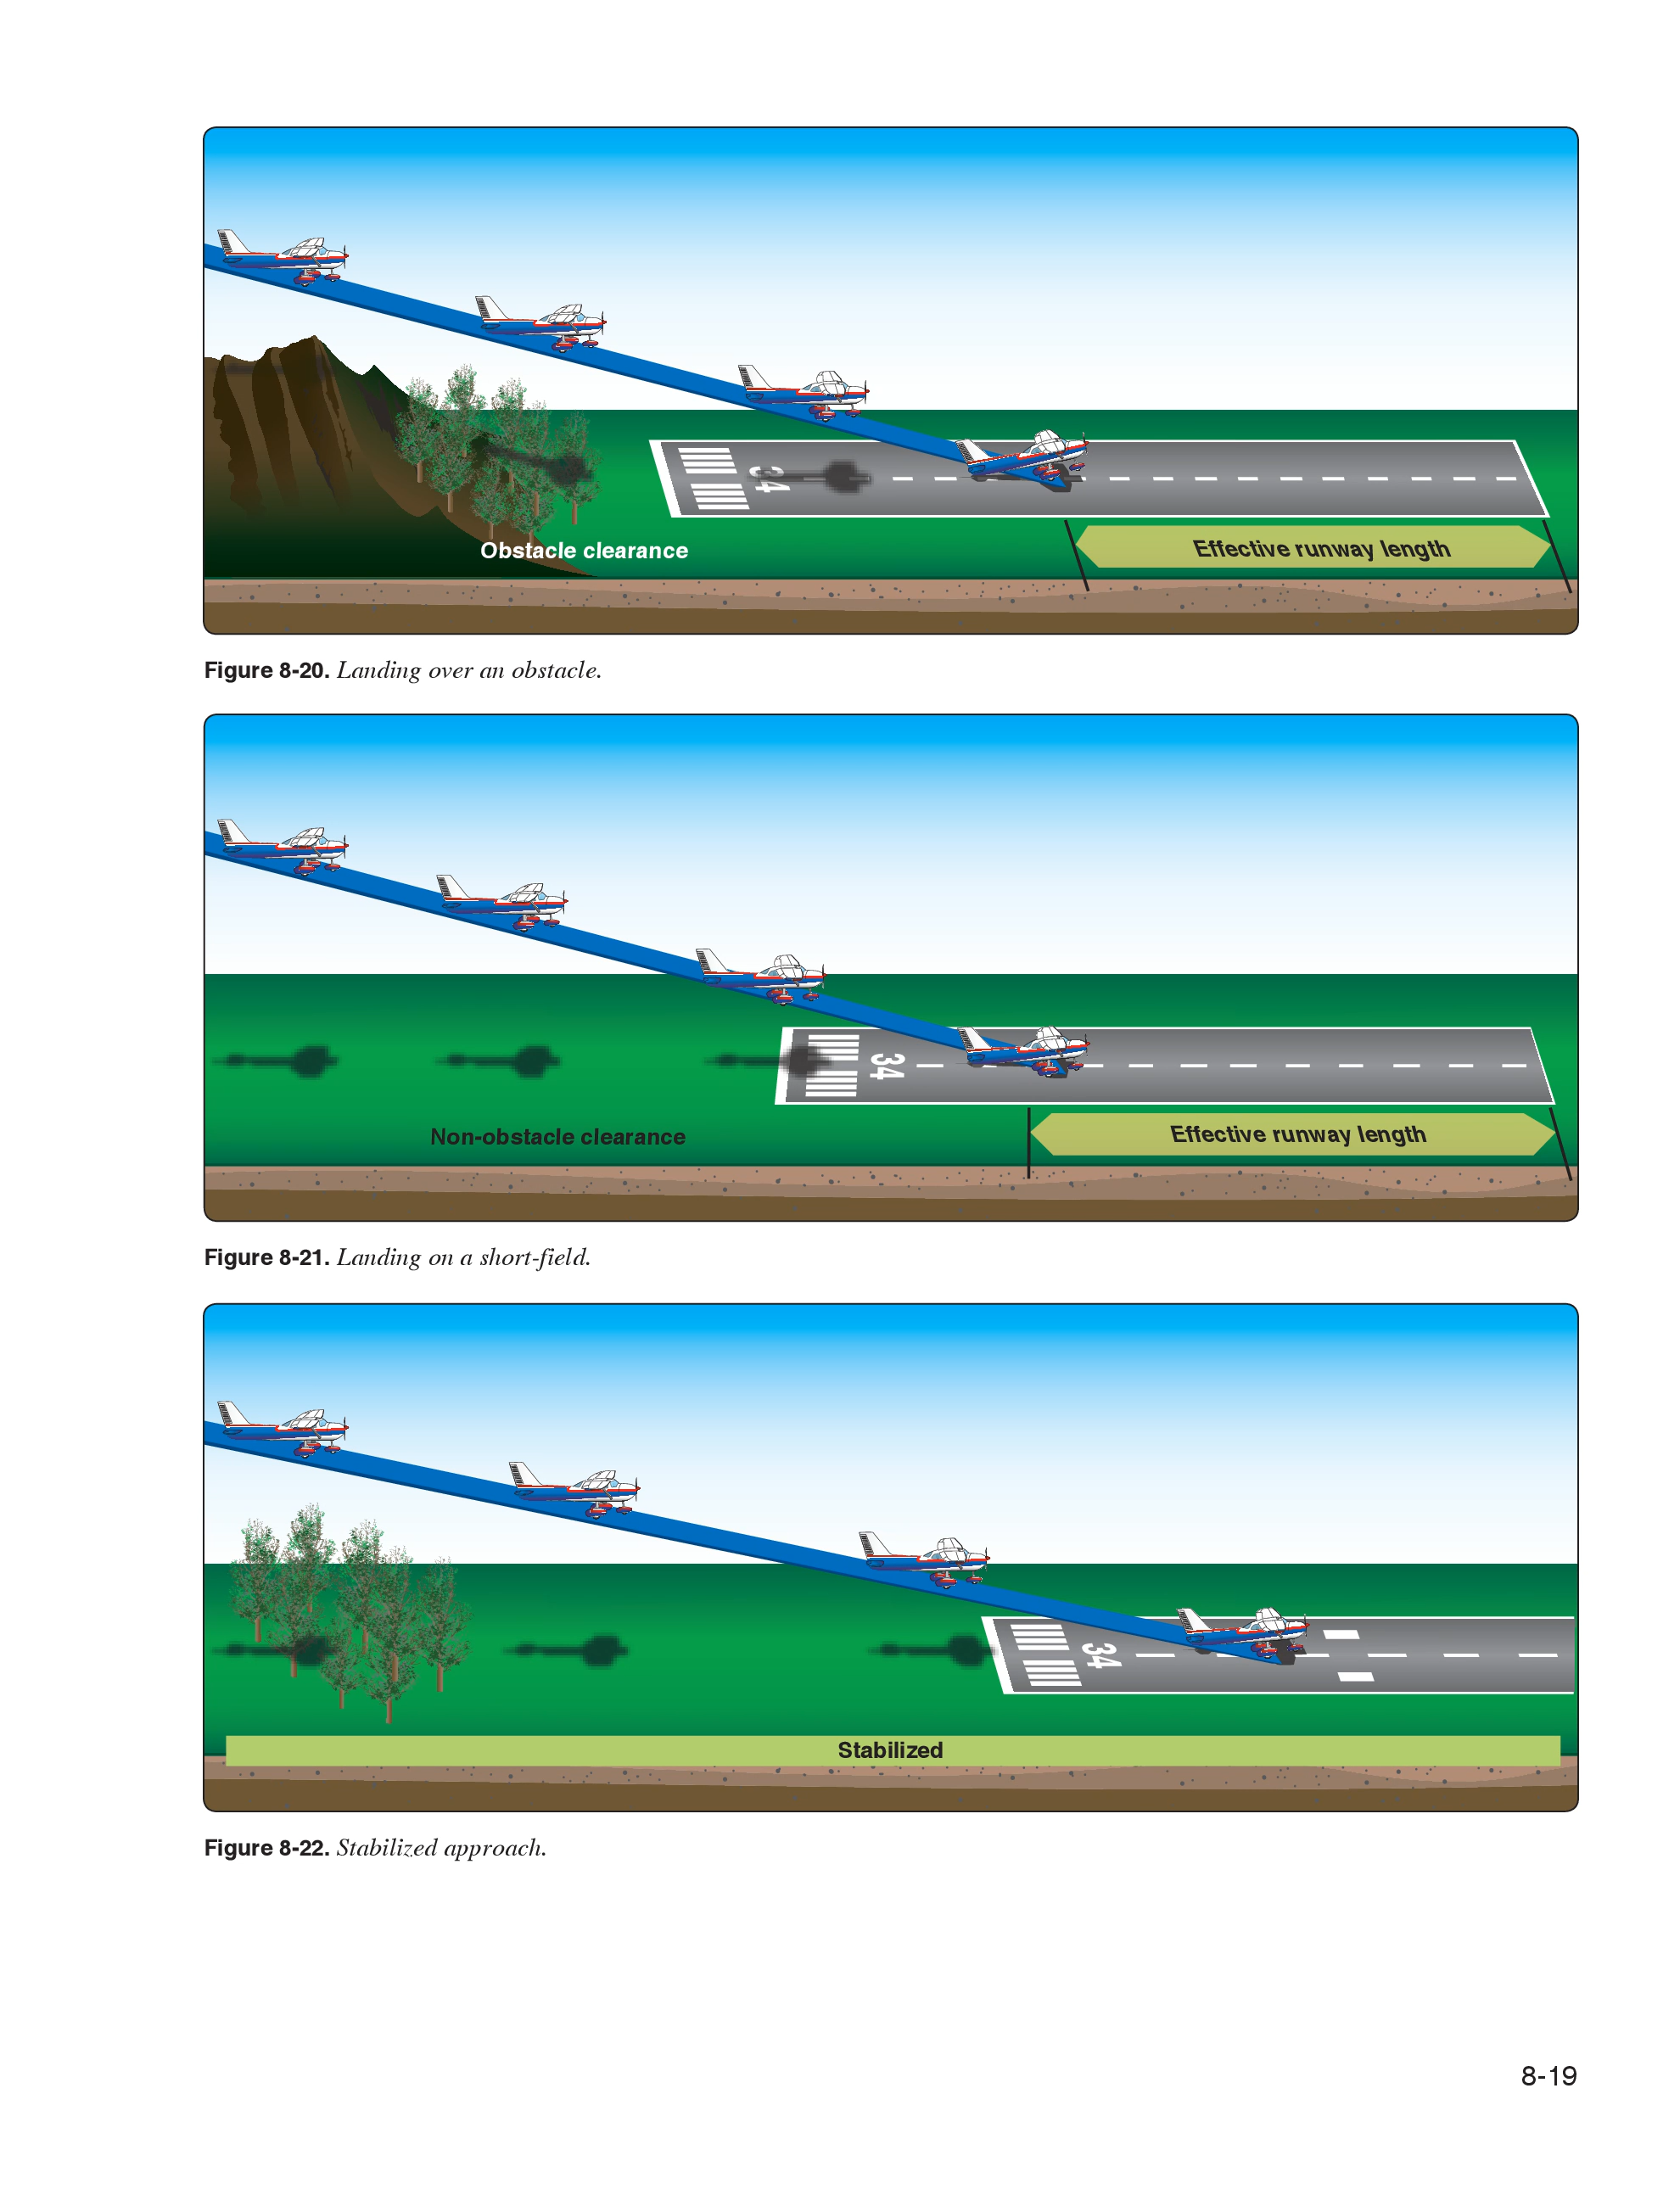 34
Obstacle clearance
Effective runway length
Figure 8-20. Landing over an obstacle.
34
Non-obstacle clearance
Effective runway length
Figure 8-21. Landing on a short-field.
34
Stabilized
Figure 8-22. Stabilized approach.
8-19